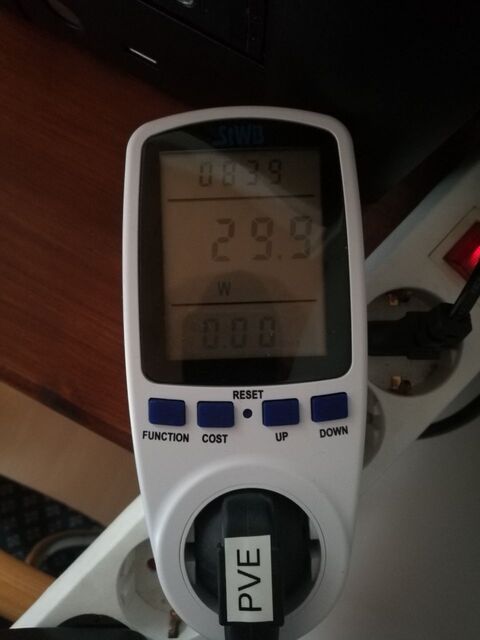 0839
29.9
W
0.00
RESET
FUNCTION
COST
UP
DOWN
PVE